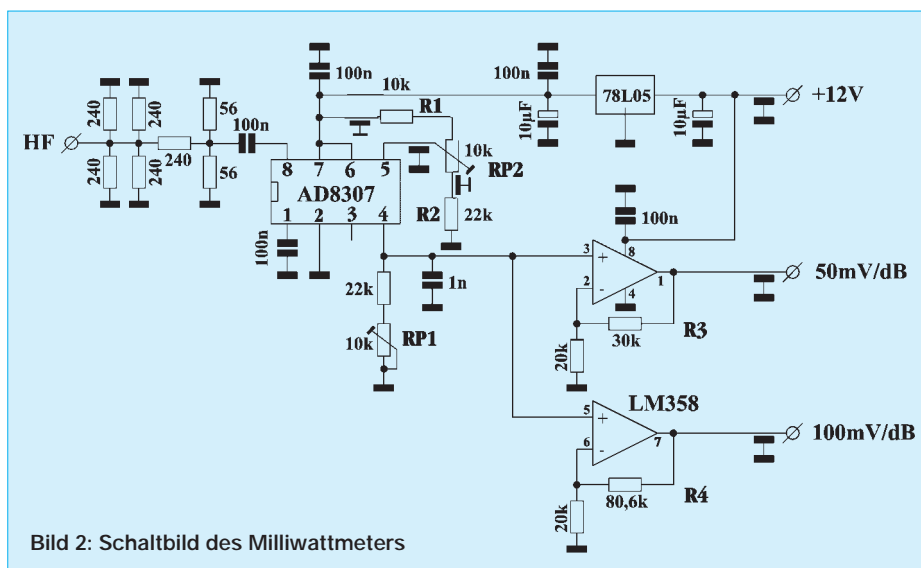 100n
10k
100n
78L05
+12V
240
240
56
100n
R1
10µF
10µF
HF
240
8
7
6
5
10k
RP2
240
240
56
AD8307
R2
22k
100n
1
2
3
4
100n
3
+
8
1
50mV/dB
22k
1n
2
-
4
10k
RP1
30k
R3
20k
LM358
5
+
7
100mV/dB
6
-
80,6k
R4
20k
Bild 2: Schaltbild des Milliwattmeters